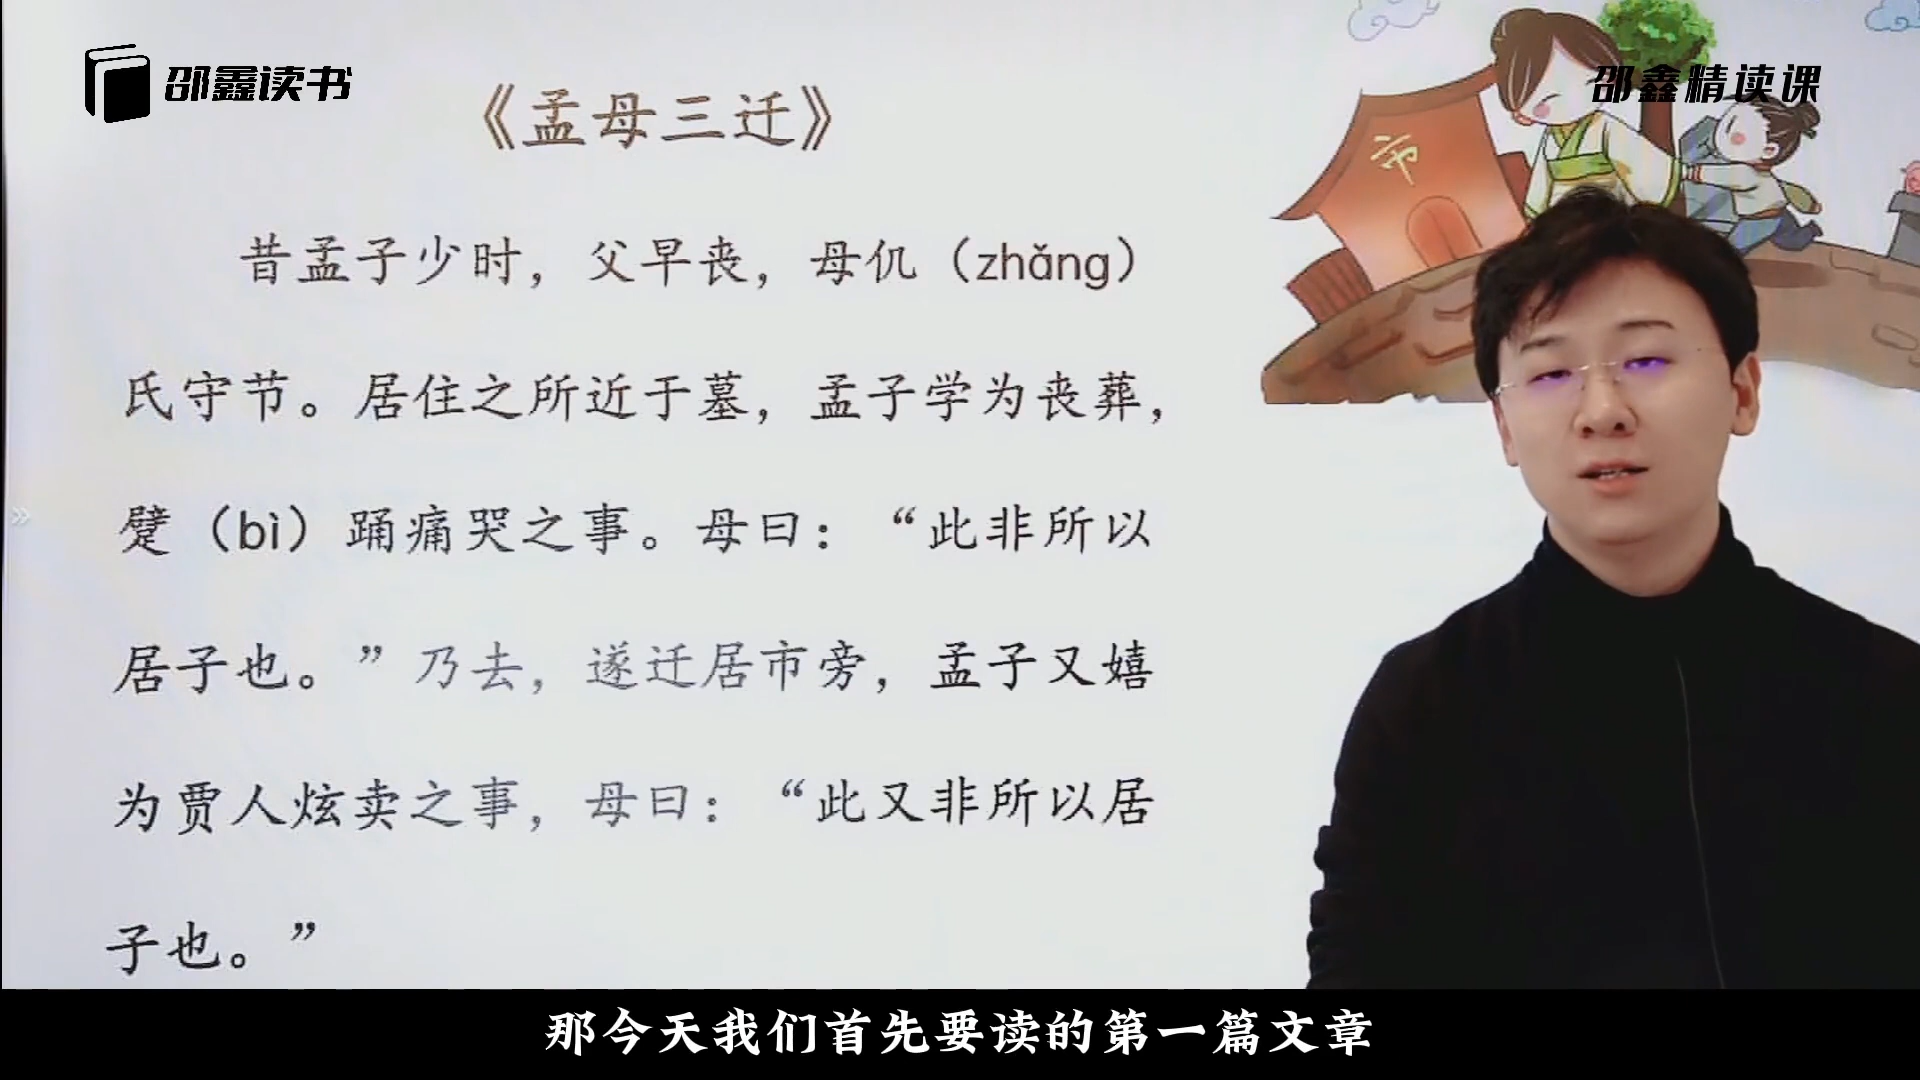 邵鑫读书
邵鑫精读课
《孟母三迁》
市
昔孟子少时，父早丧，母仉（zhǎng）
氏守节。居住之所近于墓，孟子学为丧葬，
躄（bì）踊痛哭之事。母曰：“此非所以
居子也。”乃去，遂迁居市旁，孟子又嬉
为贾人炫卖之事，母曰：“此又非所以居
子也。”
那今天我们首先要读的第一篇文章